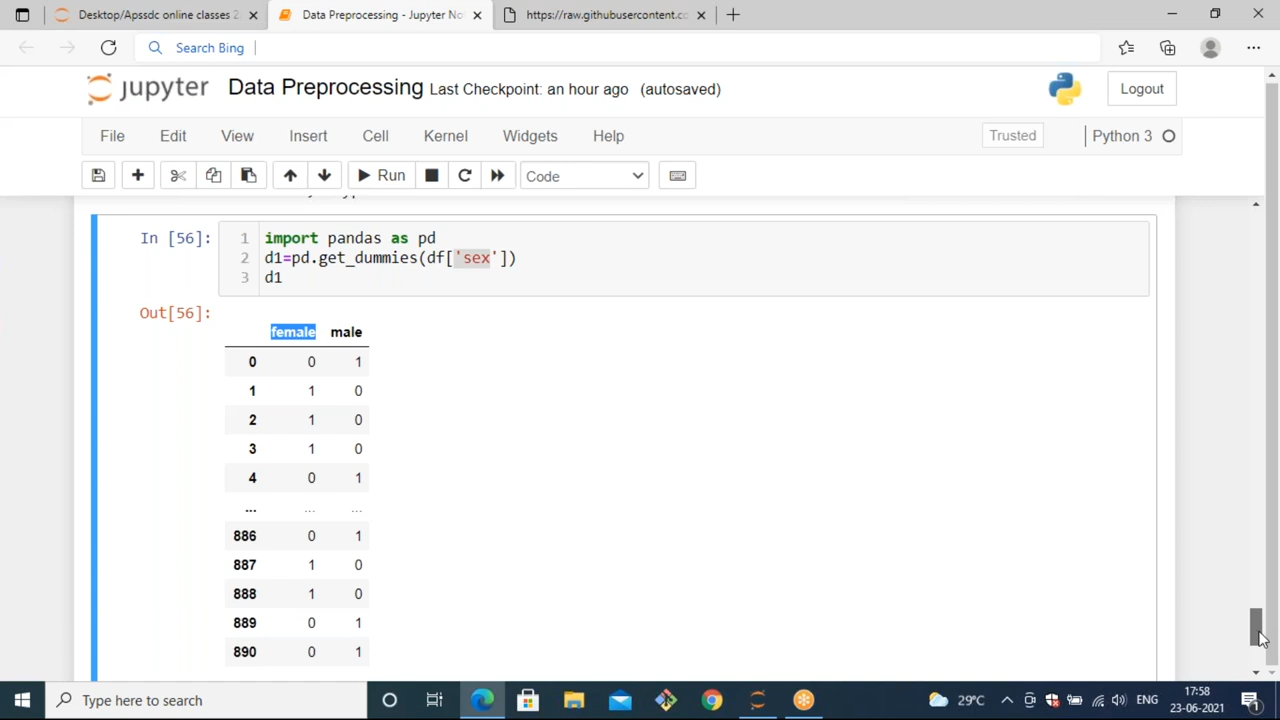 Desktop/Apssdc online classes 2
Data Preprocessing - Jupyter No
https://raw.githubusercontent.co
Search Bing
jupyter Data Preprocessing Last Checkpoint: an hour ago (autosaved)
Logout
File Edit View Insert Cell Kernel Widgets Help
Trusted
Python 3
Run
Code
In [56]:
1 import pandas as pd
2 d1=pd.get_dummies(df['sex'])
3 d1
Out[56]:
female male
0 0 1
1 1 0
2 1 0
3 1 0
4 0 1
... ... ...
886 0 1
887 1 0
888 1 0
889 0 1
890 0 1
Type here to search
29°C
ENG
17:58
23-06-2021
1